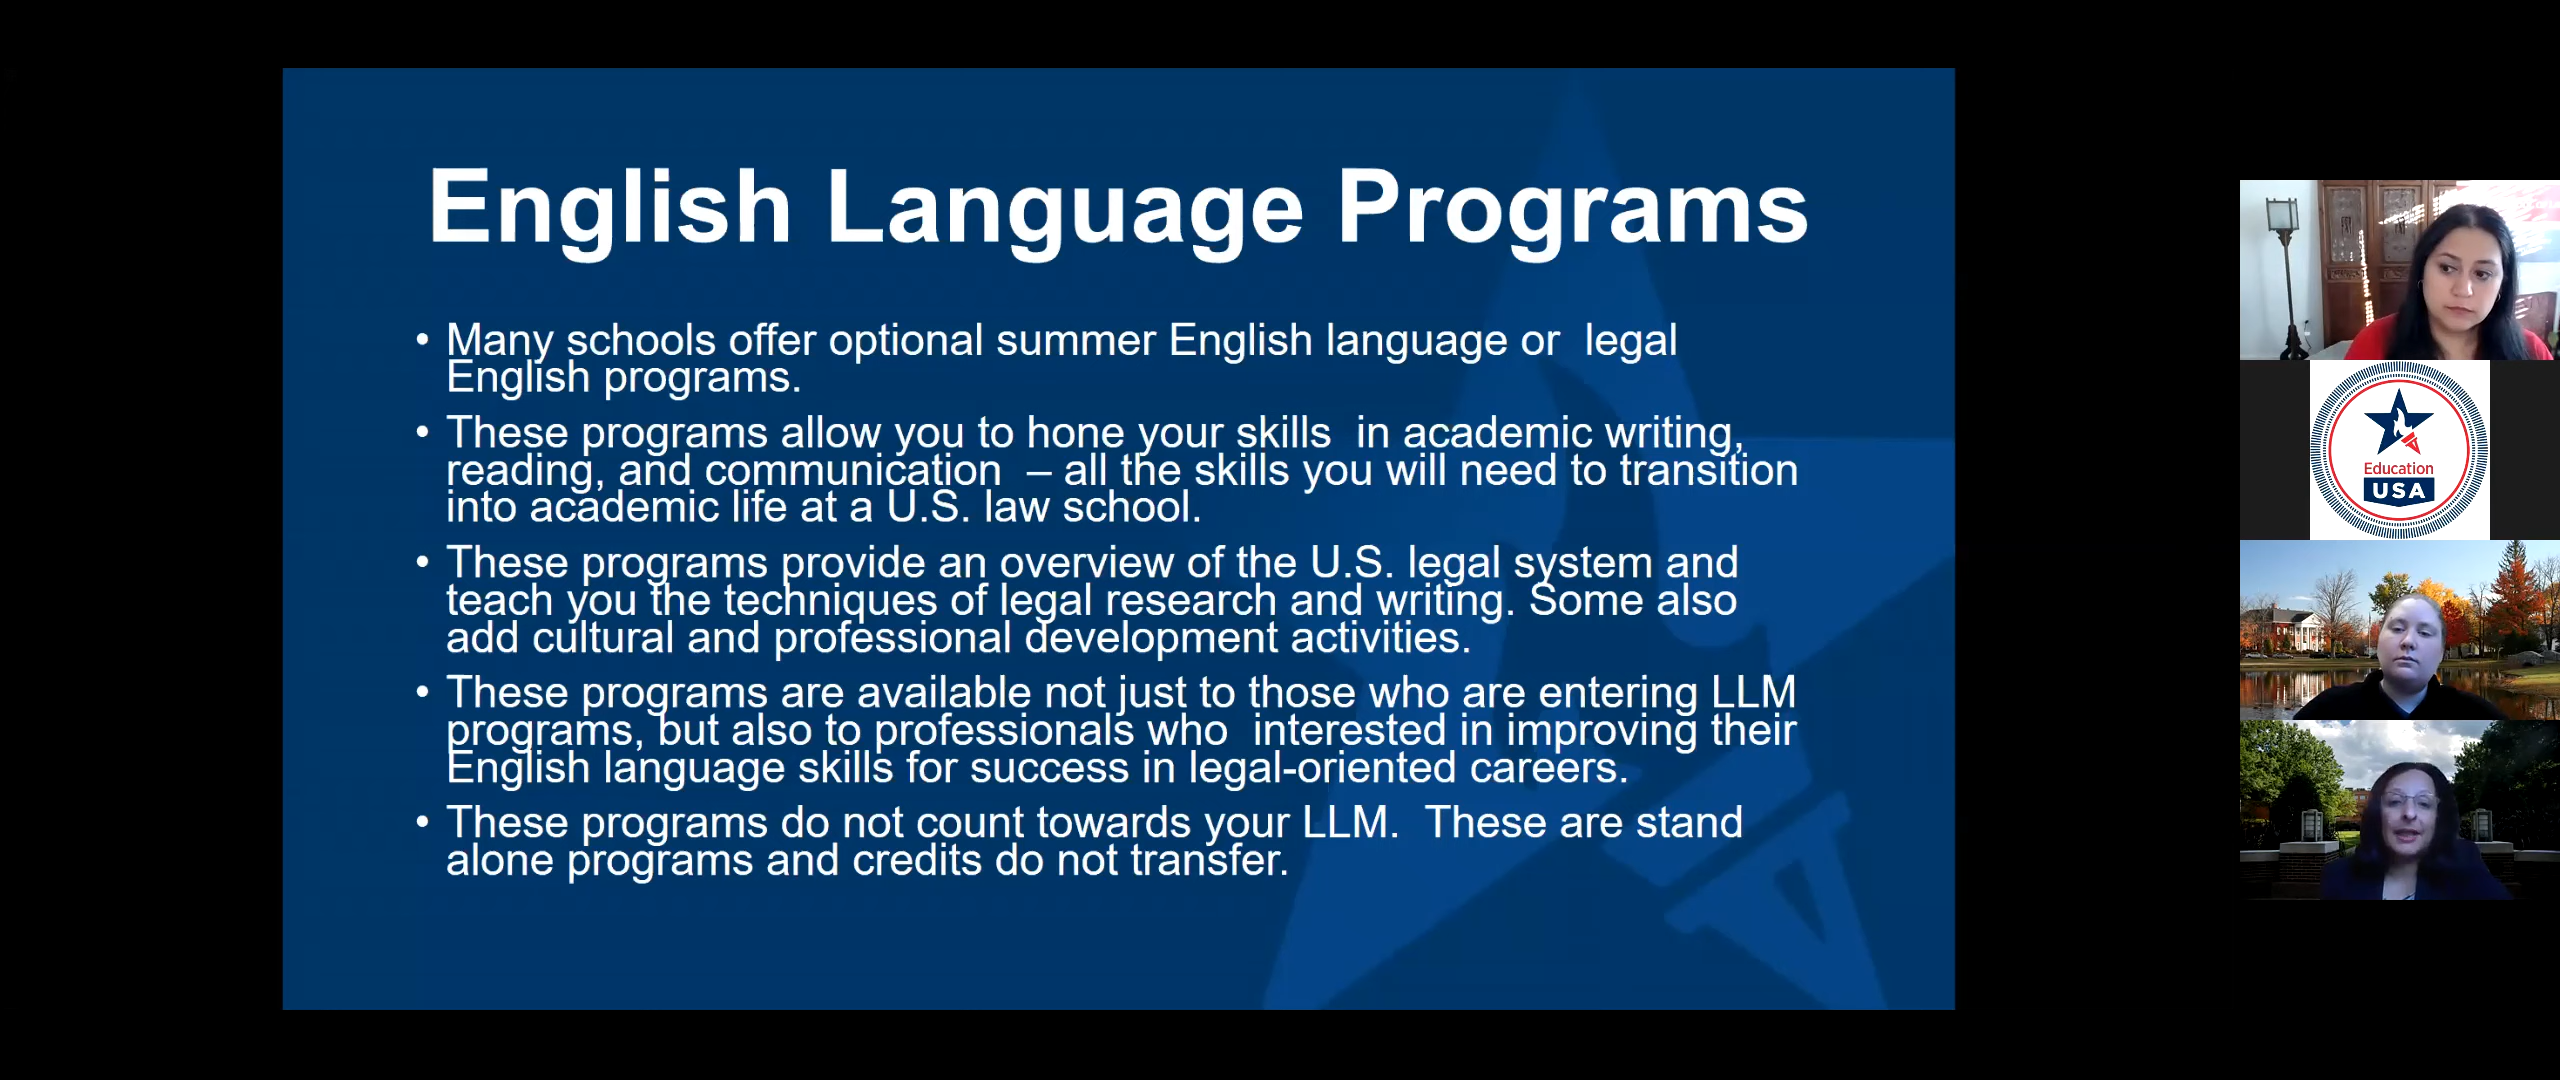 English Language Programs
• Many schools offer optional summer English language or  legal
English programs.
• These programs allow you to hone your skills  in academic writing,
reading, and communication  – all the skills you will need to transition
into academic life at a U.S. law school.
• These programs provide an overview of the U.S. legal system and
teach you the techniques of legal research and writing. Some also
add cultural and professional development activities.
• These programs are available not just to those who are entering LLM
programs, but also to professionals who  interested in improving their
English language skills for success in legal-oriented careers.
• These programs do not count towards your LLM.  These are stand
alone programs and credits do not transfer.
Education
USA